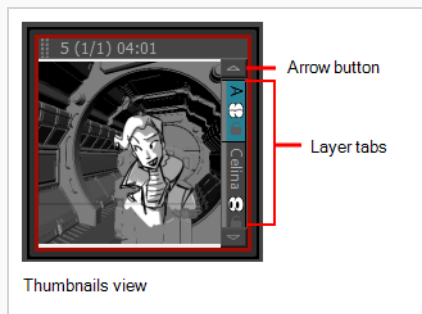 5 (1/1) 04:01
Arrow button
A
Layer tabs
Celina
Thumbnails view